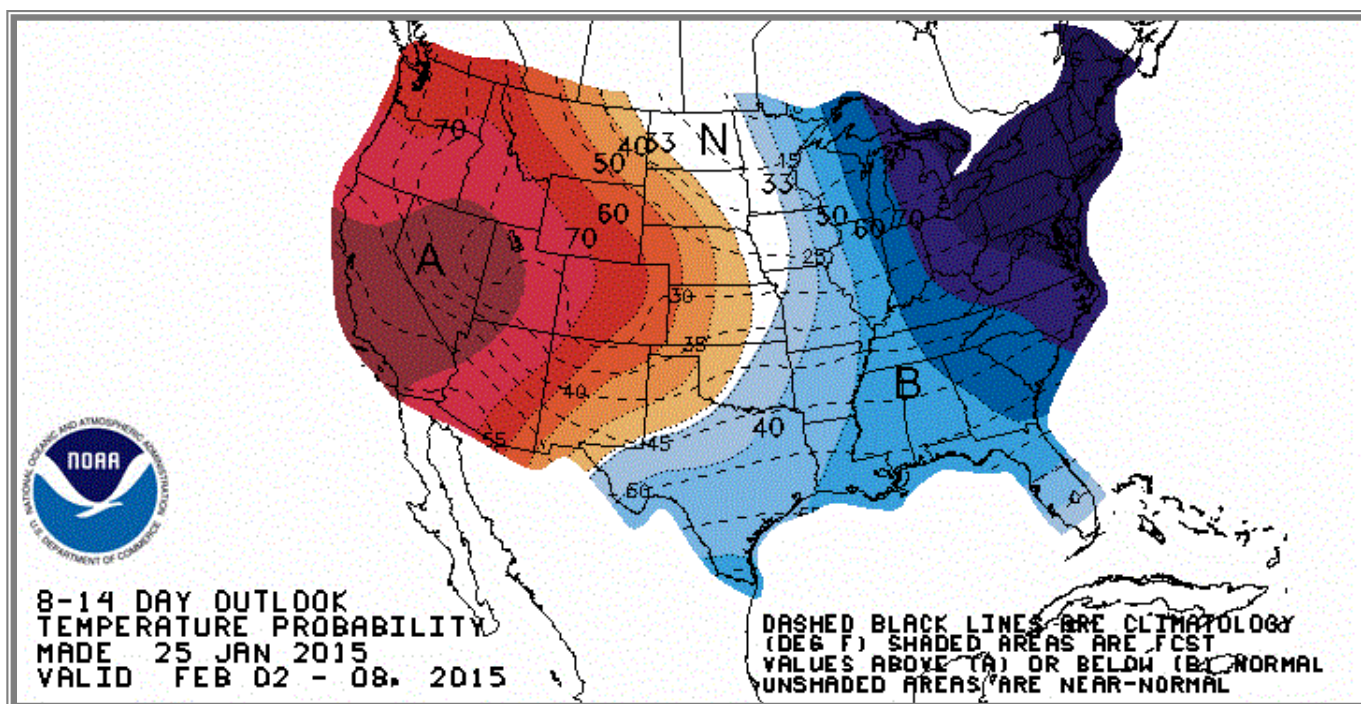 70
40
33
N
50
33
60
50
60
70
70
A
25
30
35
B
40
40
55
45
60
15
NOAA
NATIONAL OCEANIC AND ATMOSPHERIC ADMINISTRATION
U.S. DEPARTMENT OF COMMERCE
8-14 DAY OUTLOOK
TEMPERATURE PROBABILITY
MADE 25 JAN 2015
VALID FEB 02 - 08, 2015
DASHED BLACK LINES ARE CLIMATOLOGY
(DEG F) SHADED AREAS ARE FCST
VALUES ABOVE (A) OR BELOW (B) NORMAL
UNSHADED AREAS ARE NEAR-NORMAL